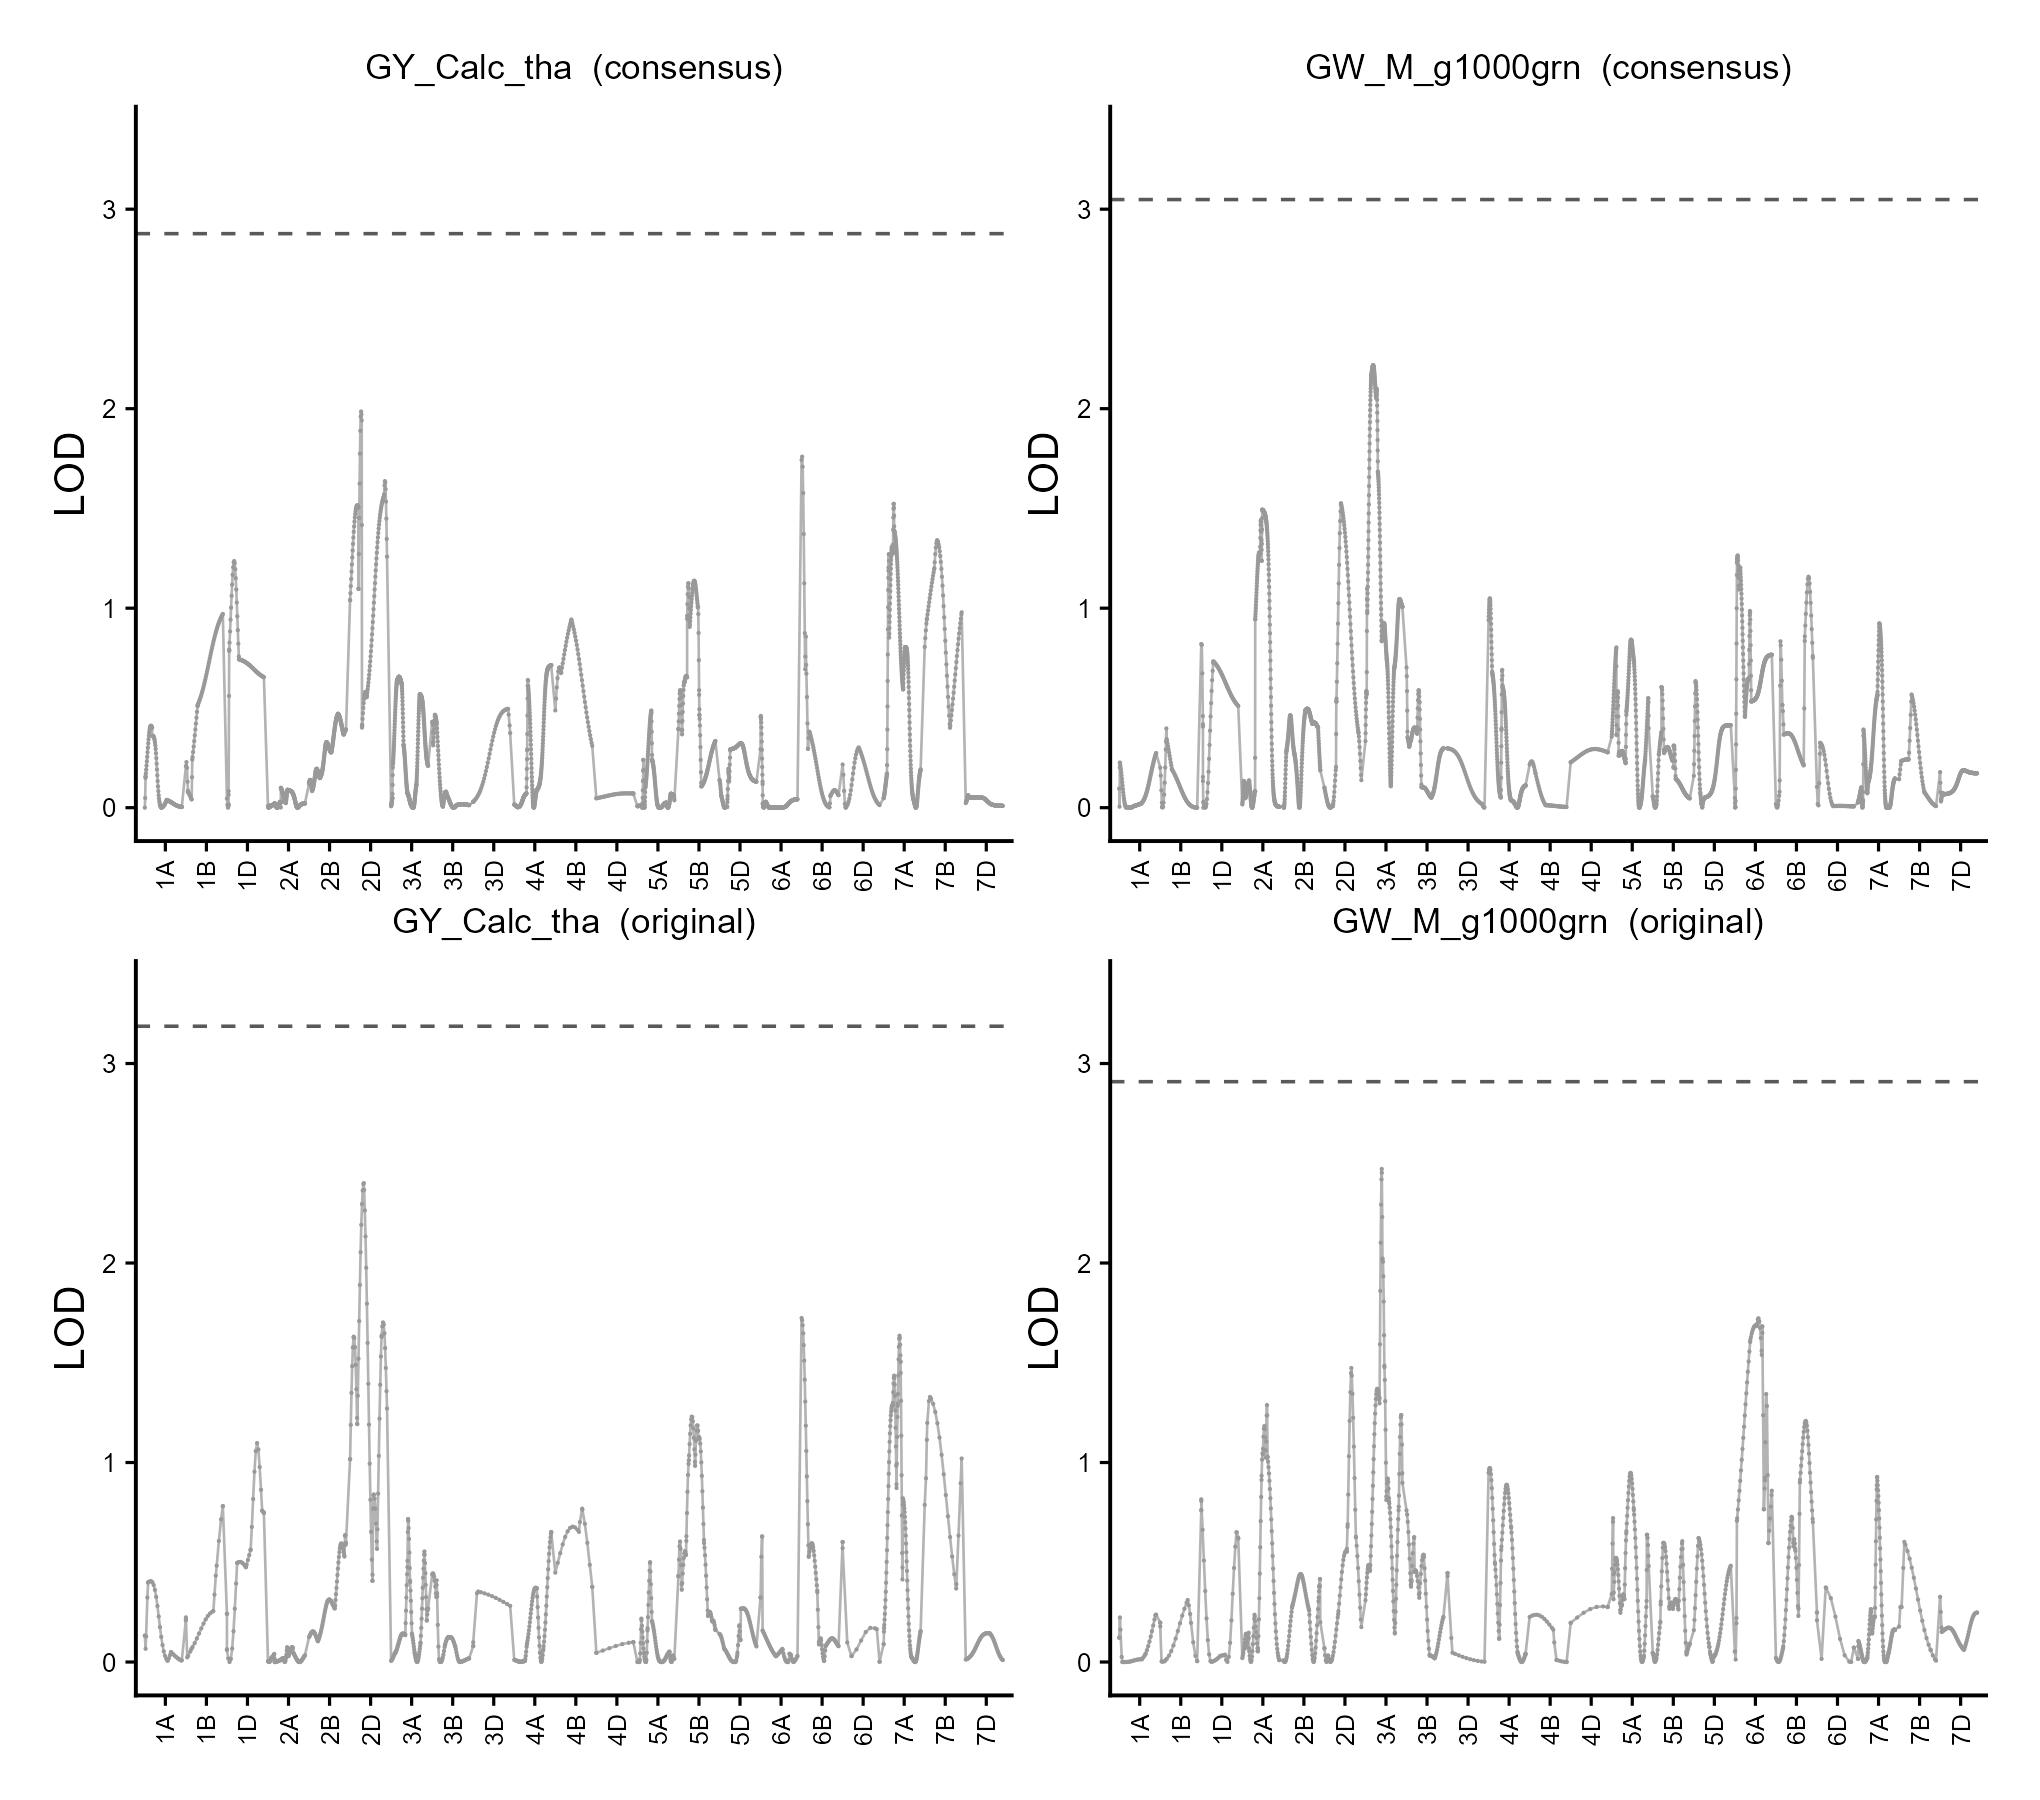 GY_Calc_tha (consensus)
LOD
3
2
1
0
1A 1B 1D 2A 2B 2D 3A 3B 3D 4A 4B 4D 5A 5B 5D 6A 6B 6D 7A 7B 7D
GW_M_g1000grn (consensus)
LOD
3
2
1
0
1A 1B 1D 2A 2B 2D 3A 3B 3D 4A 4B 4D 5A 5B 5D 6A 6B 6D 7A 7B 7D
GY_Calc_tha (original)
LOD
3
2
1
0
1A 1B 1D 2A 2B 2D 3A 3B 3D 4A 4B 4D 5A 5B 5D 6A 6B 6D 7A 7B 7D
GW_M_g1000grn (original)
LOD
3
2
1
0
1A 1B 1D 2A 2B 2D 3A 3B 3D 4A 4B 4D 5A 5B 5D 6A 6B 6D 7A 7B 7D